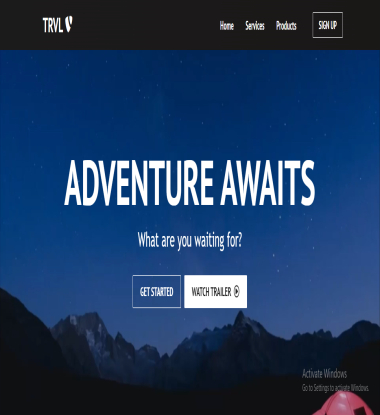 TRVL
Home Services Products SIGN UP
ADVENTURE AWAITS
What are you waiting for?
GET STARTED WATCH TRAILER
Activate Windows
Go to Settings to activate Windows.